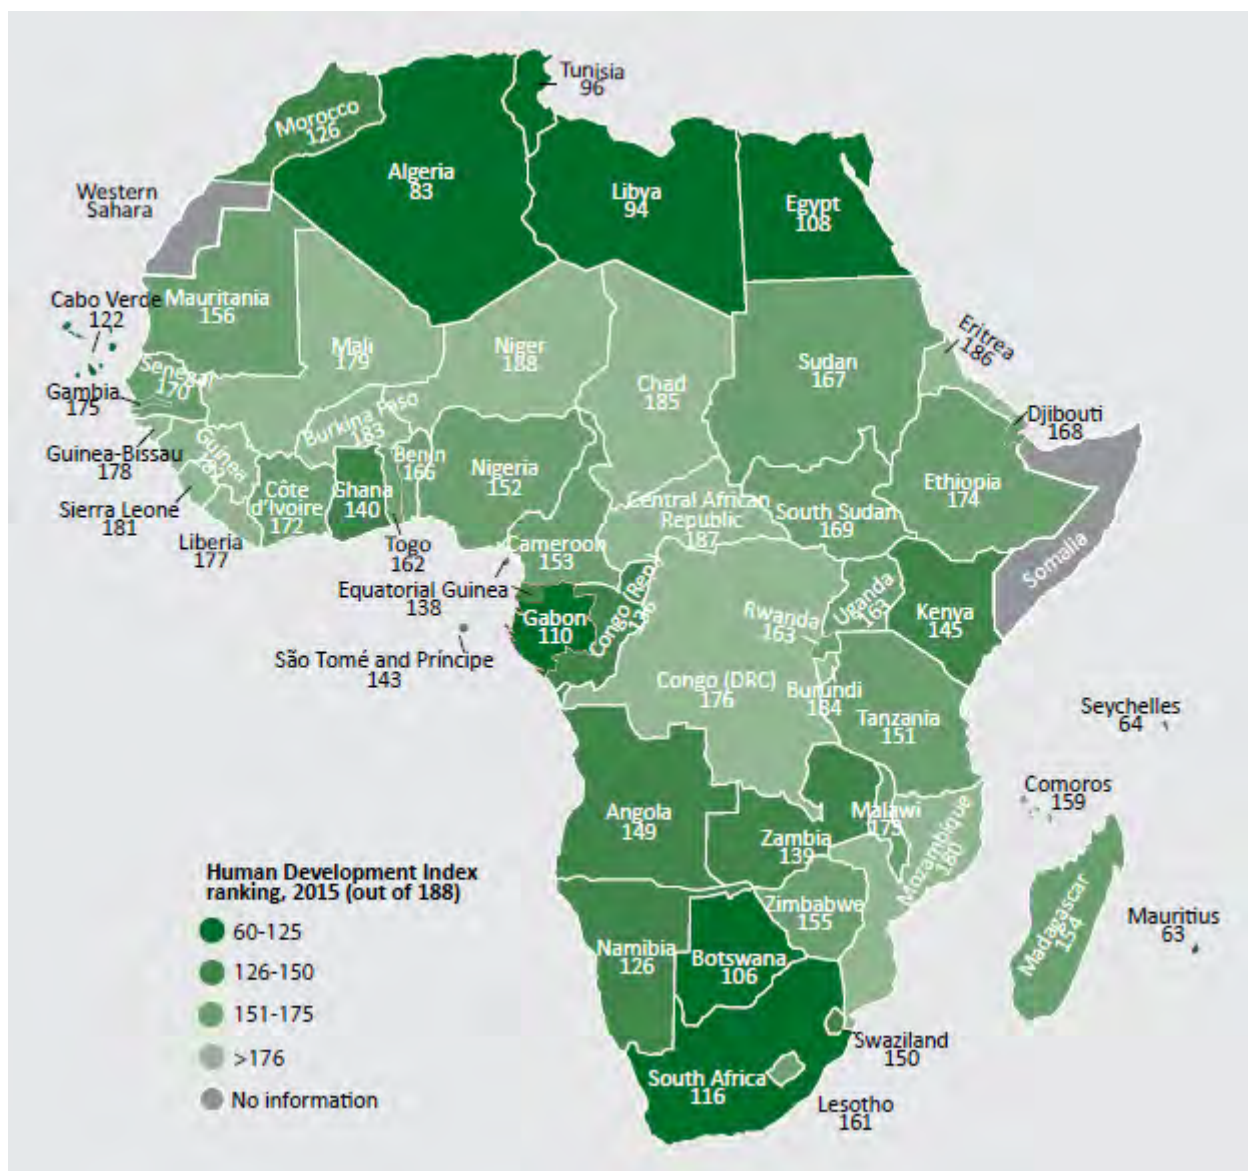 Tunisia
96
Morocco
126
Algeria
83
Libya
94
Egypt
108
Western
Sahara
Cabo Verde
122
Mauritania
156
Mali
179
Niger
188
Chad
185
Sudan
167
Eritrea
186
Senegal
170
Gambia
175
Burkina Faso
183
Djibouti
168
Guinea-Bissau
178
Guinea
Benin
166
Nigeria
152
Ethiopia
174
Côte
d'Ivoire
172
Ghana
140
Central African
Republic
187
South Sudan
169
Sierra Leone
181
Liberia
177
Togo
162
Cameroon
153
Somalia
Equatorial Guinea
138
Gabon
110
Congo (Rep)
136
Rwanda
163
Uganda
163
Kenya
145
São Tomé and Príncipe
143
Congo (DRC)
176
Burundi
184
Tanzania
151
Seychelles
64
Comoros
159
Angola
149
Zambia
139
Malawi
173
Mozambique
180
Human Development Index
ranking, 2015 (out of 188)
60-125
126-150
151-175
>176
No information
Zimbabwe
155
Madagascar
154
Mauritius
63
Namibia
126
Botswana
106
Swaziland
150
South Africa
116
Lesotho
161